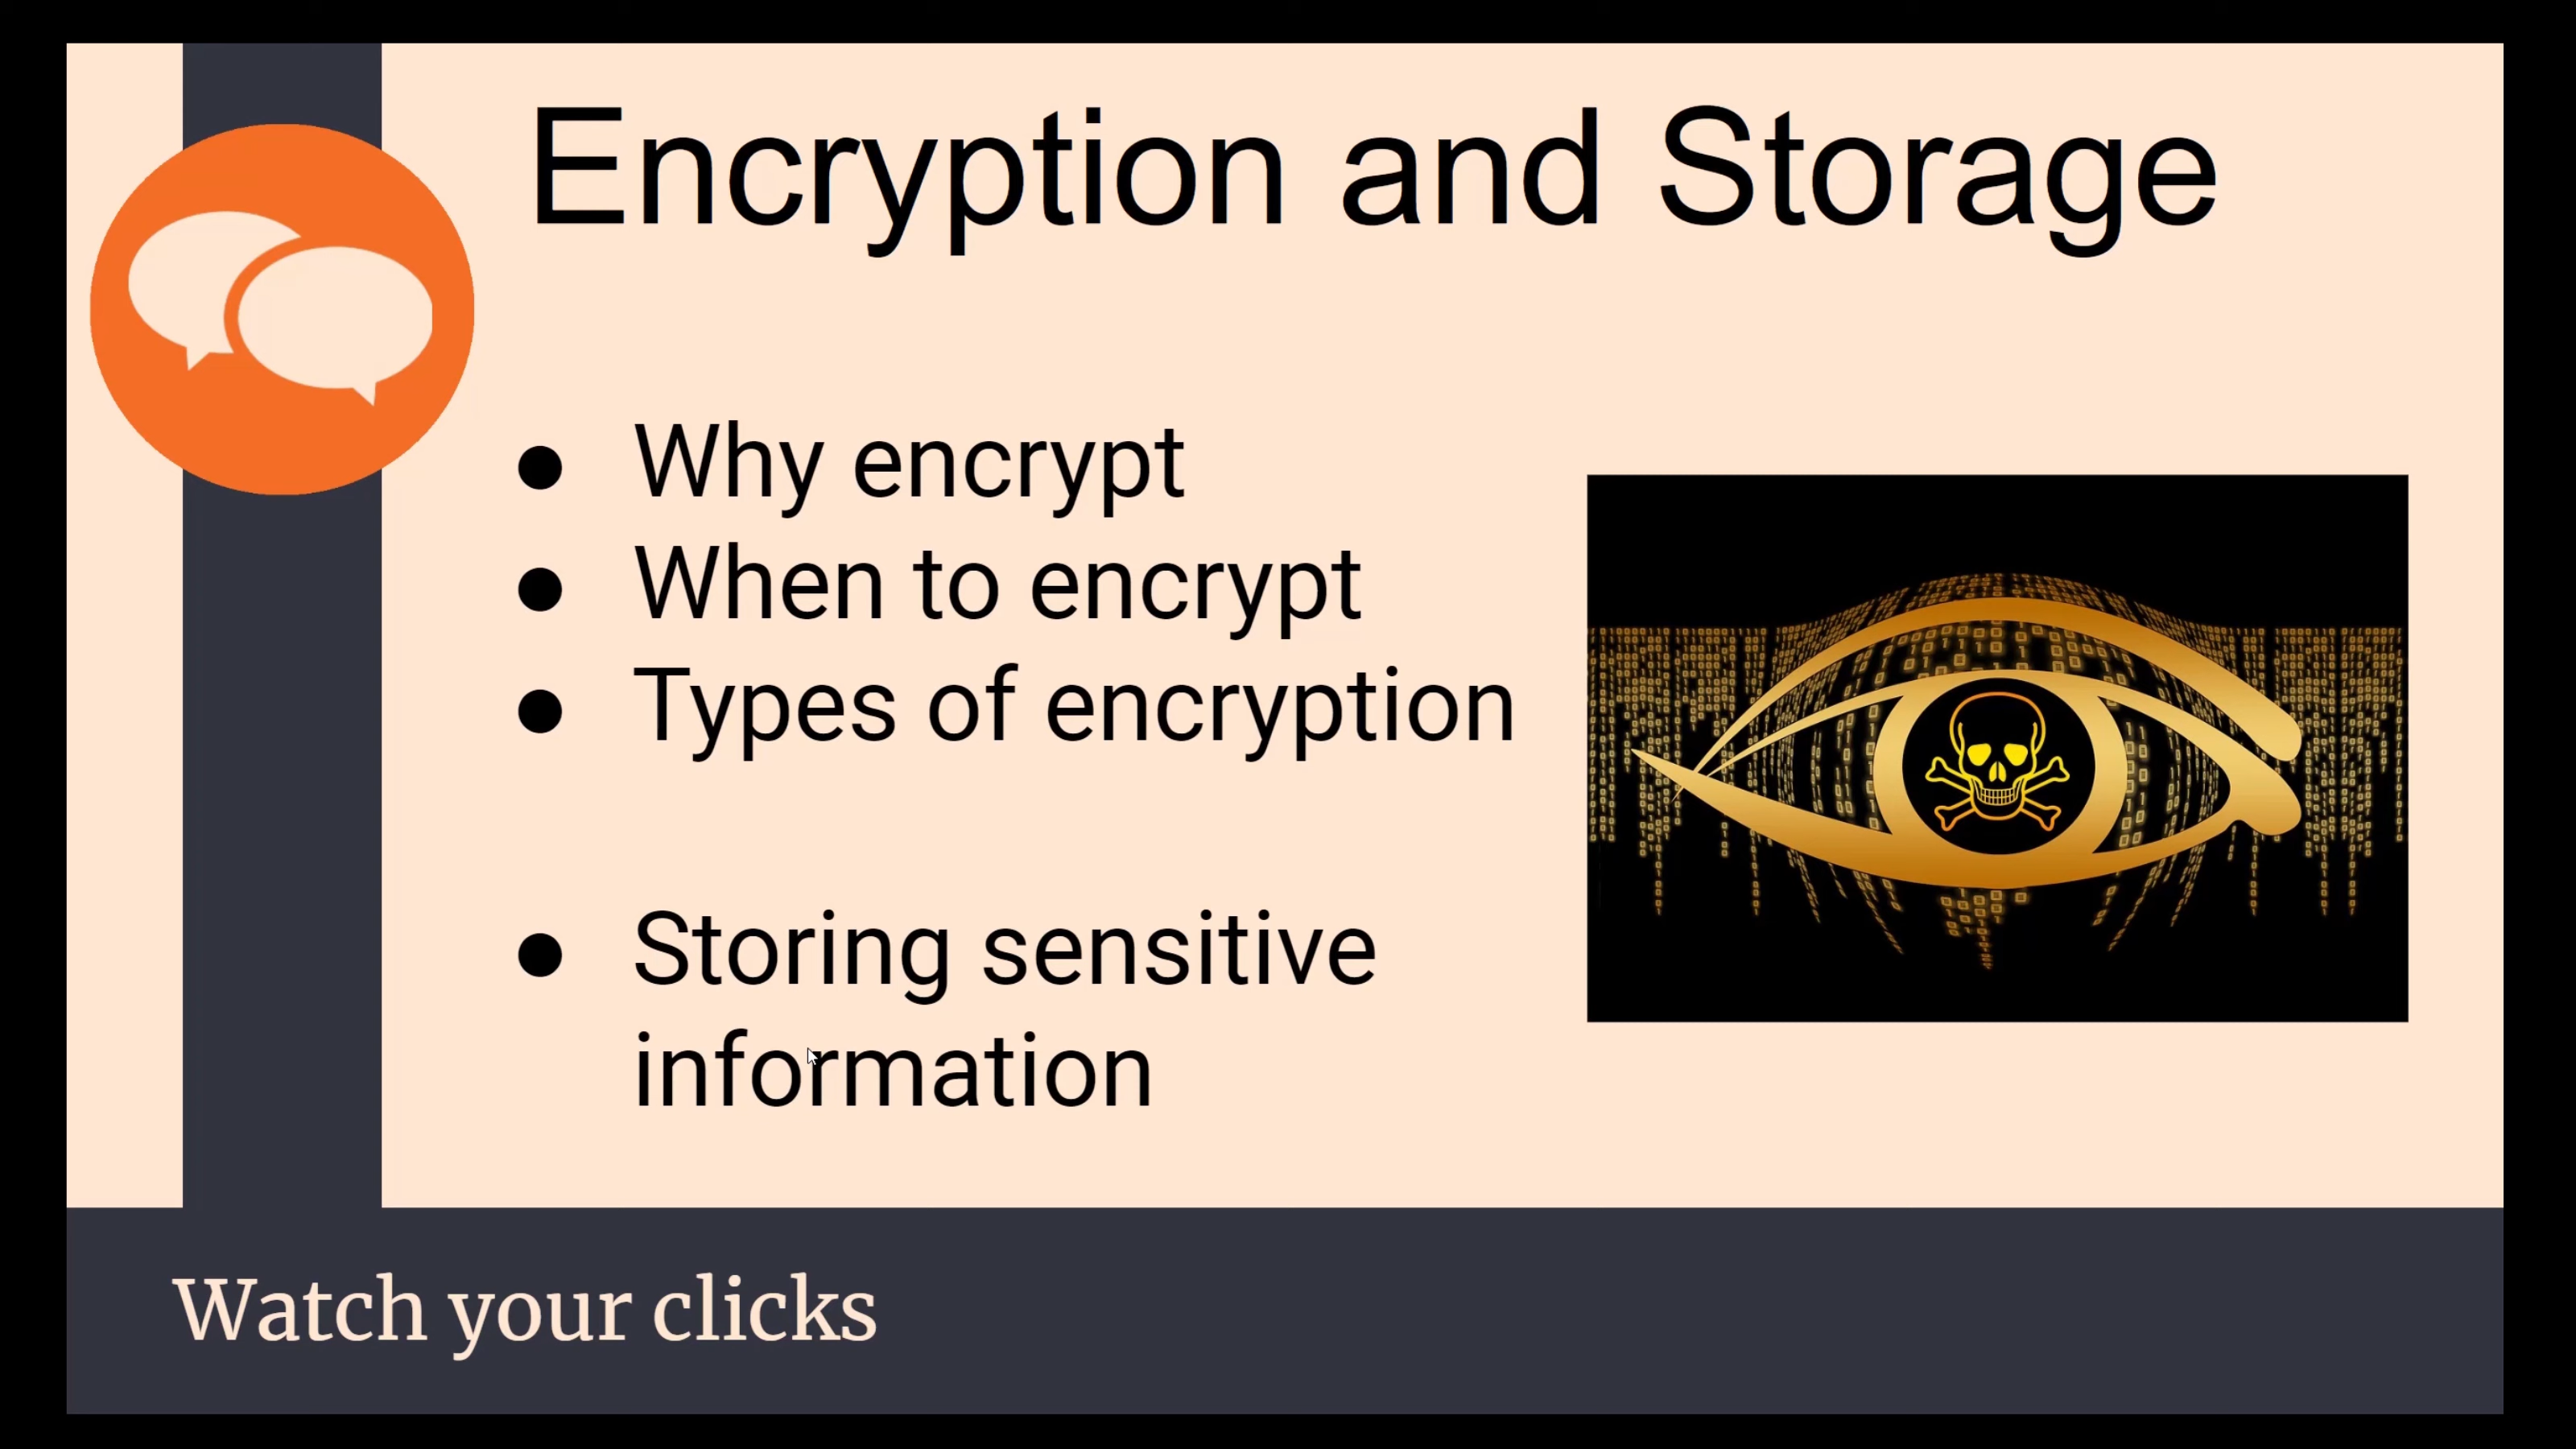 Encryption and Storage
● Why encrypt
● When to encrypt
● Types of encryption
● Storing sensitive
information
Watch your clicks